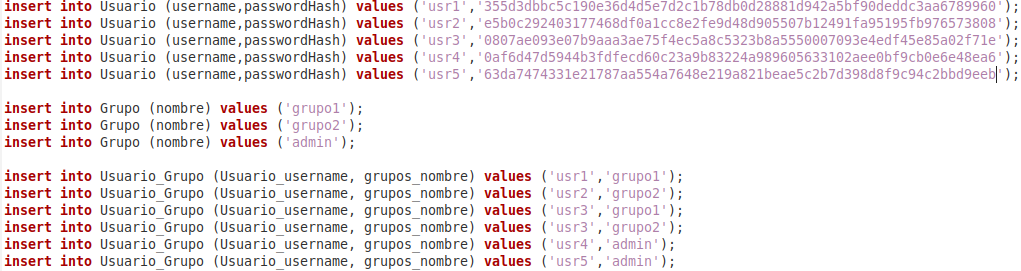 insert into Usuario (username,passwordHash) values ('usr1','355d3dbbc5c190e36d4d5e7d2c1b78db0d28881d942a5bf90deddc3aa6789960');
insert into Usuario (username,passwordHash) values ('usr2','e5b0c292403177468df0a1cc8e2fe9d48d905507b12491fa95195fb976573808');
insert into Usuario (username,passwordHash) values ('usr3','0807ae093e07b9aaa3ae75f4ec5a8c5323b8a5550007093e4edf45e85a02f71e');
insert into Usuario (username,passwordHash) values ('usr4','0af6d47d5944b3fdfecd60c23a9b83224a989605633102aee0bf9cb0e6e48ea6');
insert into Usuario (username,passwordHash) values ('usr5','63da7474331e21787aa554a7648e219a821beae5c2b7d398d8f9c94c2bbd9eeb');
insert into Grupo (nombre) values ('grupo1');
insert into Grupo (nombre) values ('grupo2');
insert into Grupo (nombre) values ('admin');
insert into Usuario_Grupo (Usuario_username, grupos_nombre) values ('usr1','grupo1');
insert into Usuario_Grupo (Usuario_username, grupos_nombre) values ('usr2','grupo2');
insert into Usuario_Grupo (Usuario_username, grupos_nombre) values ('usr3','grupo1');
insert into Usuario_Grupo (Usuario_username, grupos_nombre) values ('usr3','grupo2');
insert into Usuario_Grupo (Usuario_username, grupos_nombre) values ('usr4','admin');
insert into Usuario_Grupo (Usuario_username, grupos_nombre) values ('usr5','admin');